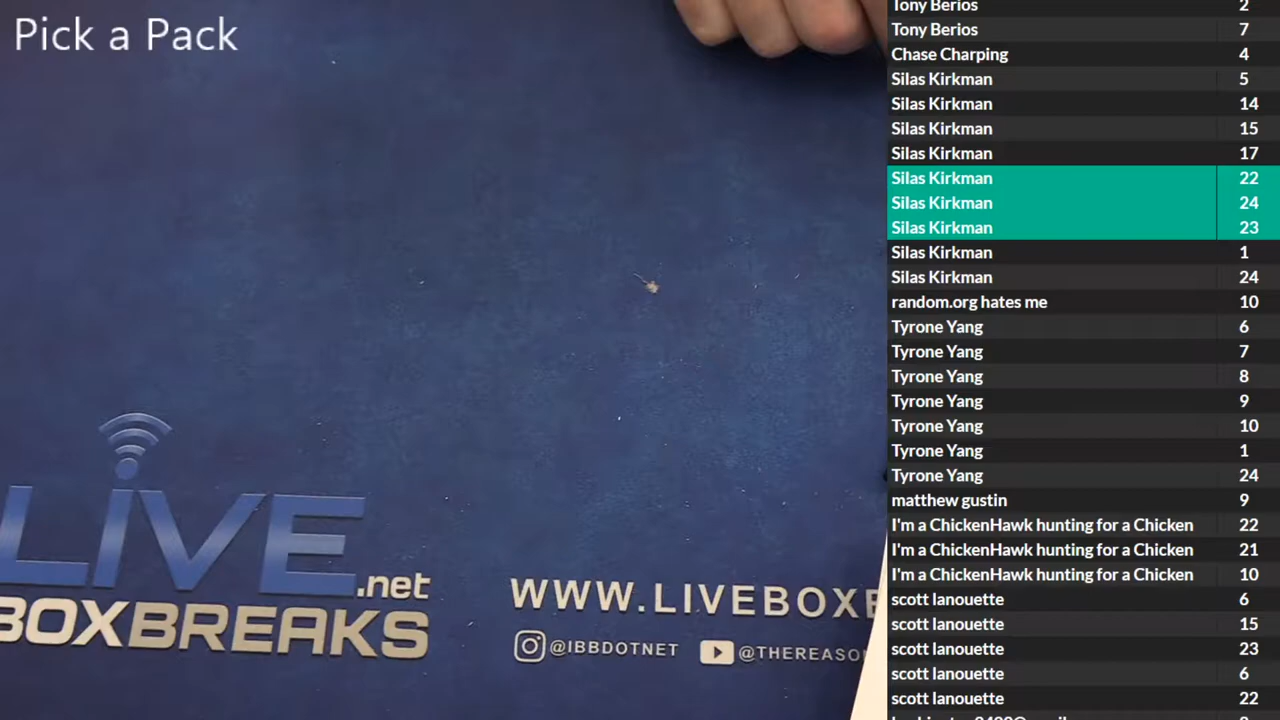 Pick a Pack
Tony Berios 2
Tony Berios 7
Chase Charping 4
Silas Kirkman 5
Silas Kirkman 14
Silas Kirkman 15
Silas Kirkman 17
Silas Kirkman 22
Silas Kirkman 24
Silas Kirkman 23
Silas Kirkman 1
Silas Kirkman 24
random.org hates me 10
Tyrone Yang 6
Tyrone Yang 7
Tyrone Yang 8
Tyrone Yang 9
Tyrone Yang 10
Tyrone Yang 1
Tyrone Yang 24
matthew gustin 9
I'm a ChickenHawk hunting for a Chicken 22
I'm a ChickenHawk hunting for a Chicken 21
I'm a ChickenHawk hunting for a Chicken 10
scott lanouette 6
scott lanouette 15
scott lanouette 23
scott lanouette 6
scott lanouette 22
LIVE.net
BOXBREAKS
WWW.LIVEBOX
@IBBDOTNET @THEREASO